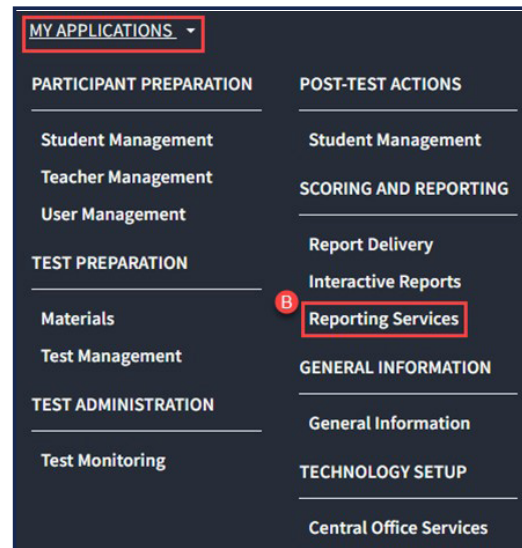 MY APPLICATIONS
PARTICIPANT PREPARATION
Student Management
Teacher Management
User Management
TEST PREPARATION
Materials
Test Management
TEST ADMINISTRATION
Test Monitoring
POST-TEST ACTIONS
Student Management
SCORING AND REPORTING
Report Delivery
Interactive Reports
B Reporting Services
GENERAL INFORMATION
General Information
TECHNOLOGY SETUP
Central Office Services